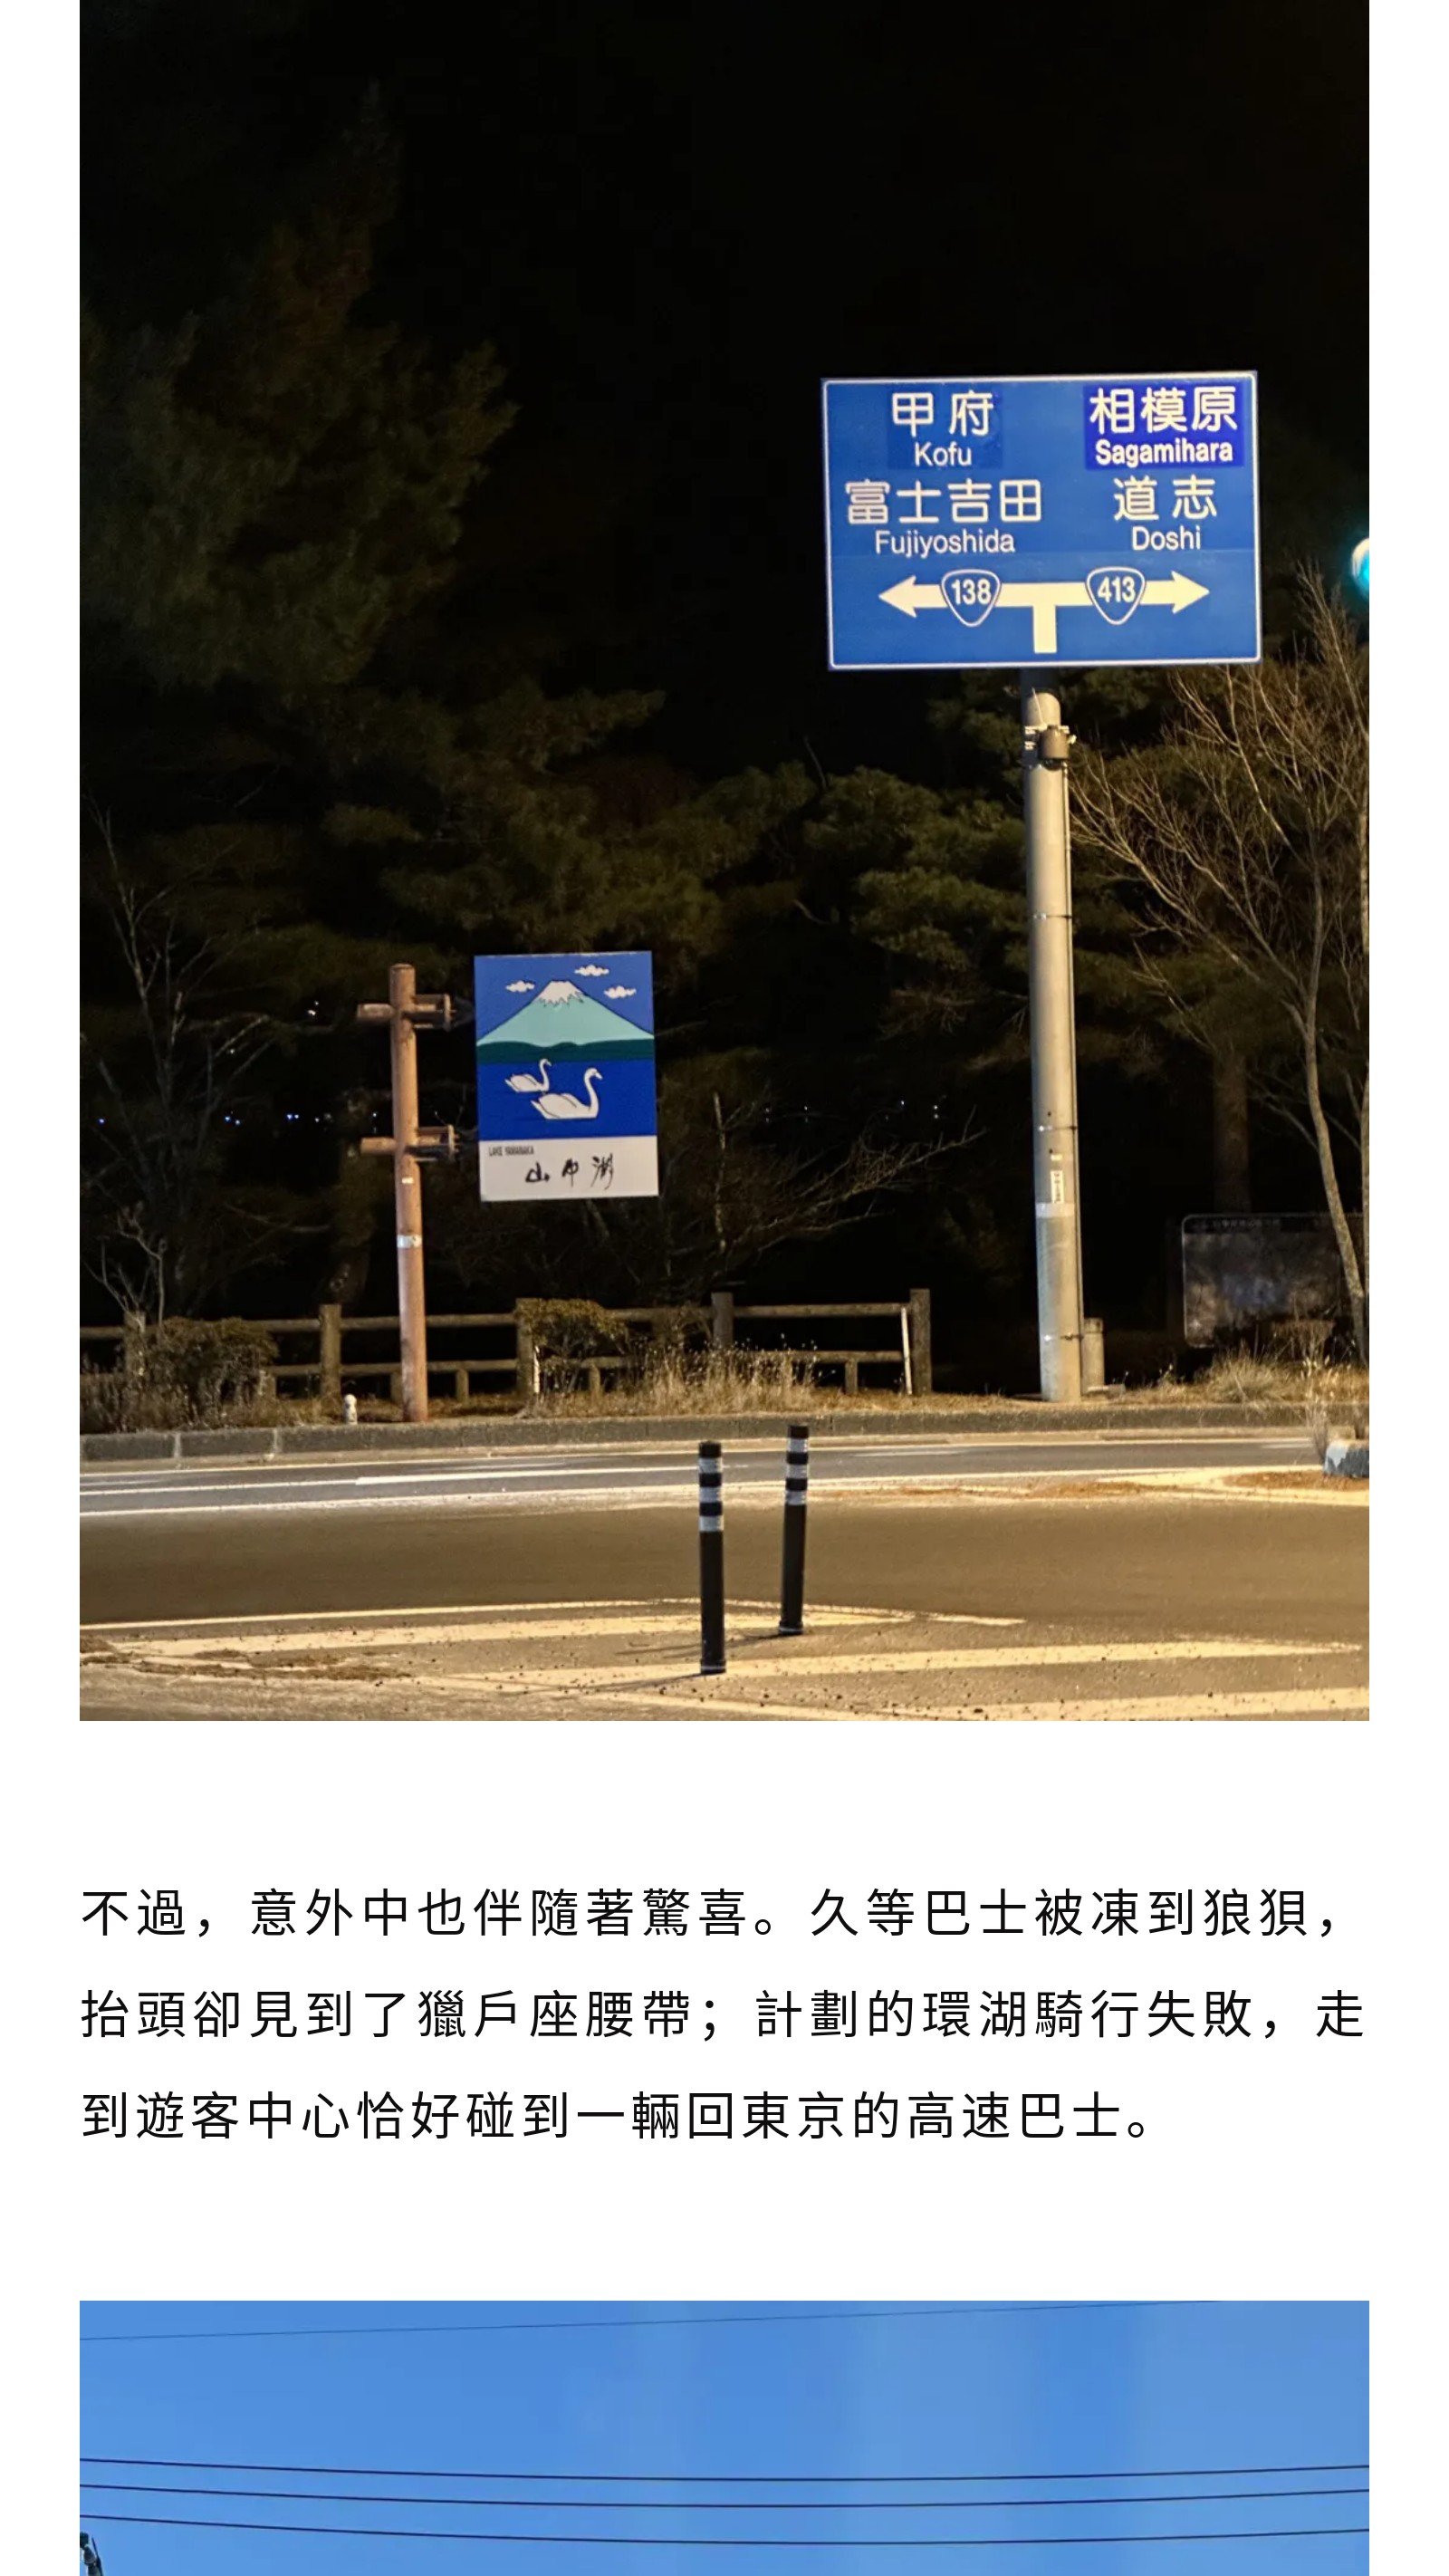 甲府
Kofu
相模原
Sagamihara
富士吉田
Fujiyoshida
道志
Doshi
138
413
LAKE YAMANAKA
山中湖
不過，意外中也伴隨著驚喜。久等巴士被凍到狼狽，
抬頭卻見到了獵戶座腰帶；計劃的環湖騎行失敗，走
到遊客中心恰好碰到一輛回東京的高速巴士。